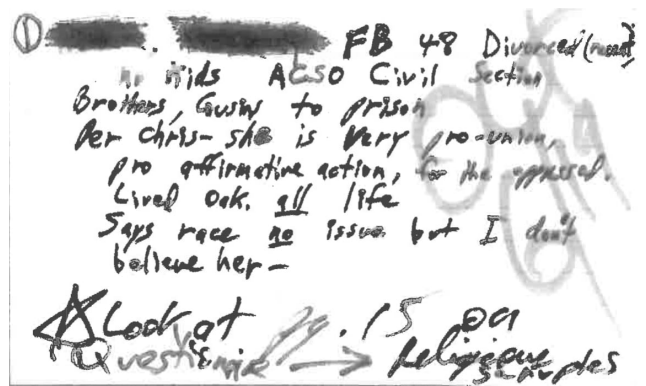 ① FB 48 Divorced (recent)
no Kids ACSO Civil Section
Brothers, Cousins to prison
Per Chris- she is Very pro-union,
pro affirmative action, for the oppressed.
Lived Oak. all life
Says race no issue but I don't
believe her-
☆ Look at
Questionnaire pg. 15 → on
Religious
scruples